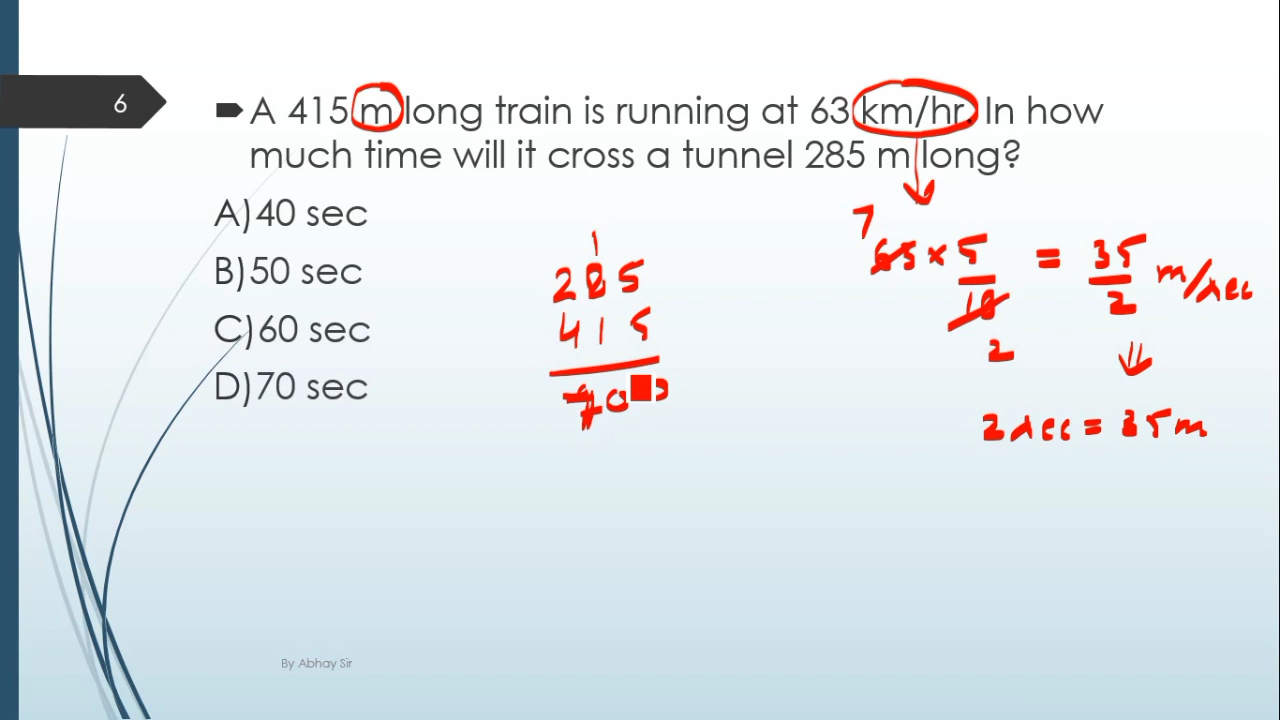 6
A 415 m long train is running at 63 km/hr. In how
much time will it cross a tunnel 285 m long?
A)40 sec
B)50 sec
C)60 sec
D)70 sec
7
63 × 5/18 = 35/2 m/sec
2
2 sec = 35 m
1
285
415
700
By Abhay Sir